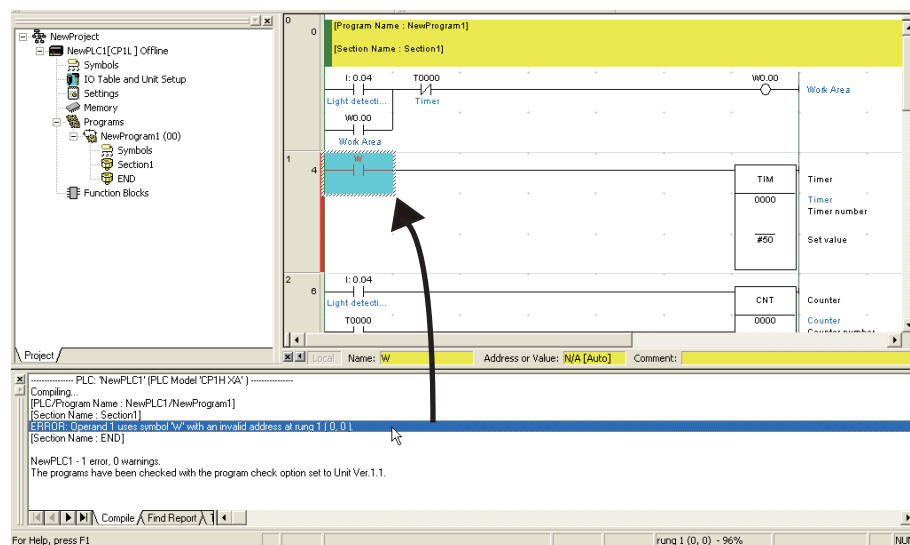 NewProject
NewPLC1[CP1L ] Offline
Symbols
IO Table and Unit Setup
Settings
Memory
Programs
NewProgram1 (00)
Symbols
Section1
END
Function Blocks
Project
0
0
[Program Name : NewProgram1]
[Section Name : Section1]
I: 0.04
T0000
W0.00
Light detecti...
Timer
Work Area
W0.00
Work Area
1
4
W
TIM
Timer
0000
Timer
Timer number
#50
Set value
2
6
I: 0.04
Light detecti...
CNT
Counter
T0000
0000
Counter
Counter number
Local Name: W Address or Value: N/A [Auto] Comment:
---------------- PLC: 'NewPLC1' (PLC Model 'CP1H XA' ) ----------------
Compiling...
[PLC/Program Name : NewPLC1/NewProgram1]
[Section Name : Section1]
ERROR: Operand 1 uses symbol 'W' with an invalid address at rung 1 ( 0, 0 ).
[Section Name : END]
NewPLC1 - 1 error, 0 warnings.
The programs have been checked with the program check option set to Unit Ver.1.1.
Compile Find Report
For Help, press F1
rung 1 (0, 0) - 96%
NUM